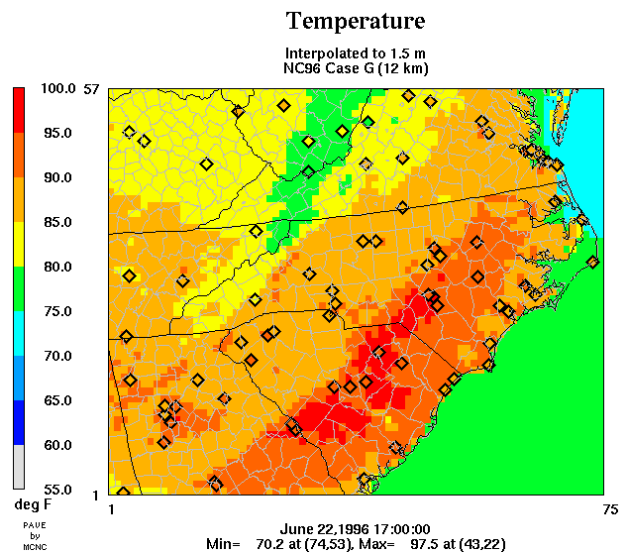 Temperature
Interpolated to 1.5 m
NC96 Case G (12 km)
100.0
95.0
90.0
85.0
80.0
75.0
70.0
65.0
60.0
55.0
deg F
PAVE
by
MCNC
57
1
1
75
June 22,1996 17:00:00
Min= 70.2 at (74,53), Max= 97.5 at (43,22)